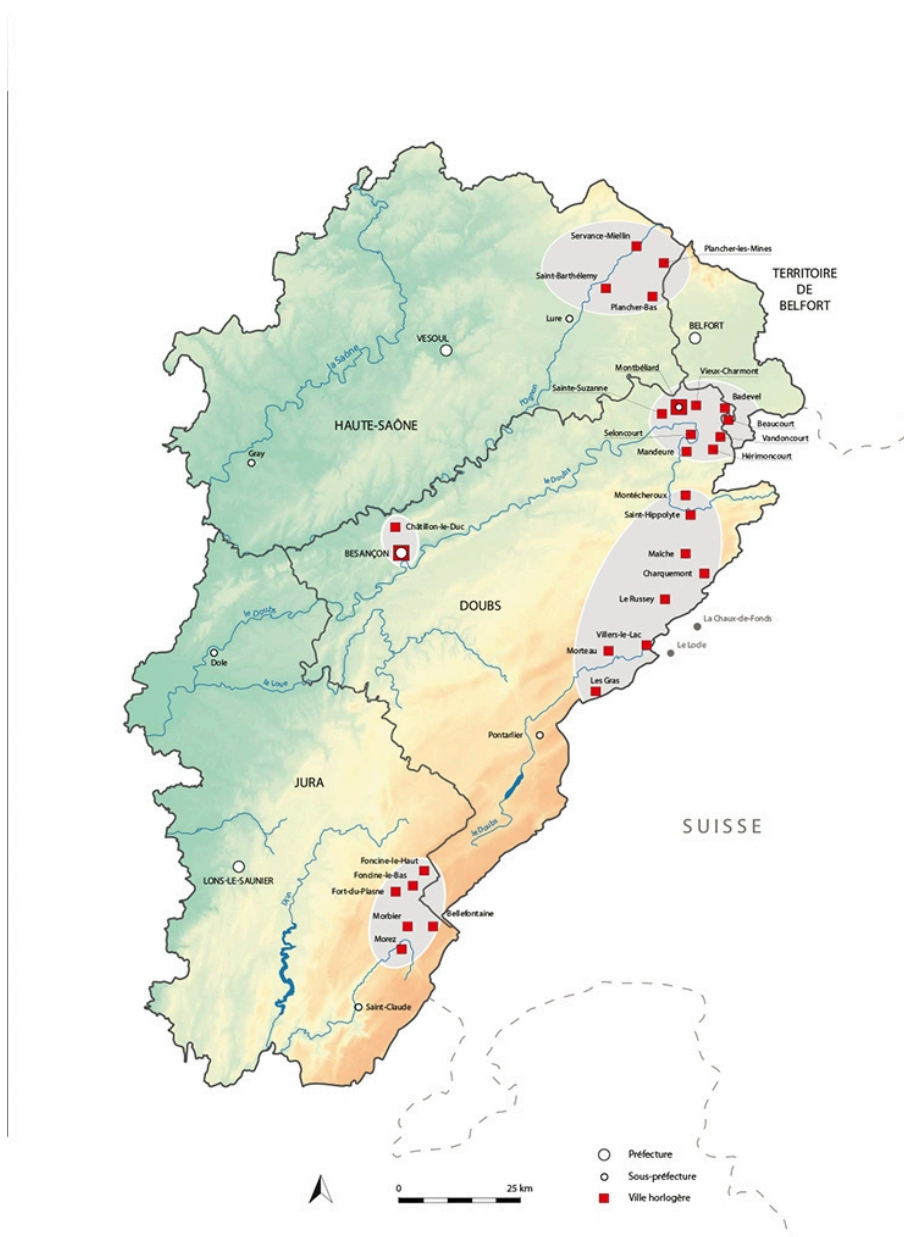 Servance-Miellin
Plancher-les-Mines
Saint-Barthélemy
Plancher-Bas
TERRITOIRE
DE
BELFORT
Lure
BELFORT
VESOUL
la Saône
l'Ognon
Montbéliard
Vieux-Charmont
Sainte-Suzanne
Badevel
Beaucourt
HAUTE-SAÔNE
Seloncourt
Vandoncourt
Mandeure
Hérimoncourt
Gray
le Doubs
Montécheroux
Saint-Hippolyte
Châtillon-le-Duc
BESANÇON
Maîche
Charquemont
Le Russey
DOUBS
le Doubs
La Chaux-de-Fonds
Villers-le-Lac
Le Locle
Morteau
Dole
la Loue
Les Gras
Pontarlier
JURA
SUISSE
le Doubs
Foncine-le-Haut
Foncine-le-Bas
LONS-LE-SAUNIER
Fort-du-Plasne
l'Ain
Morbier
Bellefontaine
Morez
Saint-Claude
Préfecture
Sous-préfecture
0 25 km
Ville horlogère